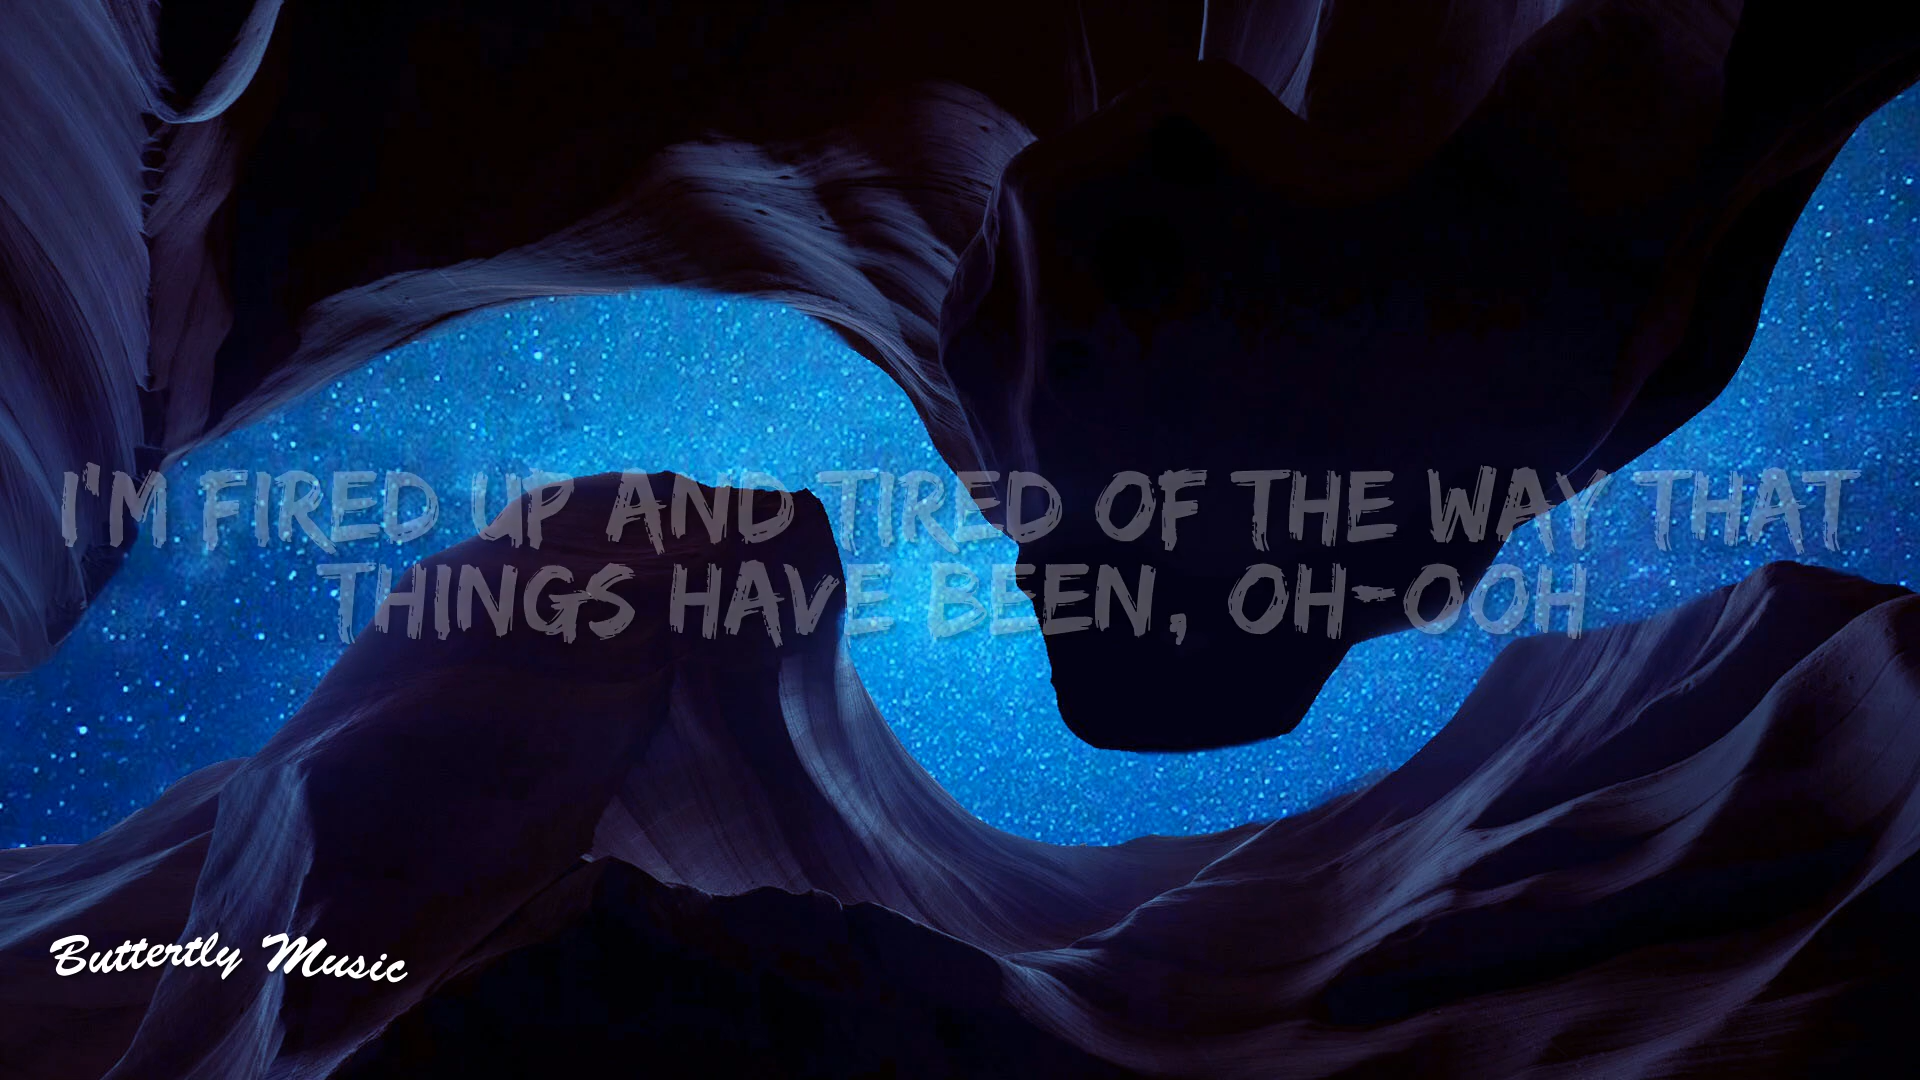 I'M FIRED UP AND TIRED OF THE WAY THAT
THINGS HAVE BEEN, OH-OOH
Buttertly Music